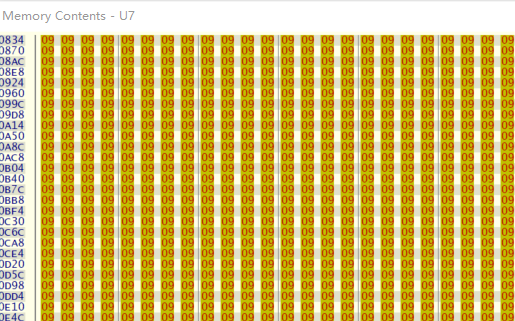 Memory Contents - U7
0834 09 09 09 09 09 09 09 09 09 09 09 09 09 09 09 09 09 09 09 09 09 09 09 09
0870 09 09 09 09 09 09 09 09 09 09 09 09 09 09 09 09 09 09 09 09 09 09 09 09
08AC 09 09 09 09 09 09 09 09 09 09 09 09 09 09 09 09 09 09 09 09 09 09 09 09
08E8 09 09 09 09 09 09 09 09 09 09 09 09 09 09 09 09 09 09 09 09 09 09 09 09
0924 09 09 09 09 09 09 09 09 09 09 09 09 09 09 09 09 09 09 09 09 09 09 09 09
0960 09 09 09 09 09 09 09 09 09 09 09 09 09 09 09 09 09 09 09 09 09 09 09 09
099C 09 09 09 09 09 09 09 09 09 09 09 09 09 09 09 09 09 09 09 09 09 09 09 09
09D8 09 09 09 09 09 09 09 09 09 09 09 09 09 09 09 09 09 09 09 09 09 09 09 09
0A14 09 09 09 09 09 09 09 09 09 09 09 09 09 09 09 09 09 09 09 09 09 09 09 09
0A50 09 09 09 09 09 09 09 09 09 09 09 09 09 09 09 09 09 09 09 09 09 09 09 09
0A8C 09 09 09 09 09 09 09 09 09 09 09 09 09 09 09 09 09 09 09 09 09 09 09 09
0AC8 09 09 09 09 09 09 09 09 09 09 09 09 09 09 09 09 09 09 09 09 09 09 09 09
0B04 09 09 09 09 09 09 09 09 09 09 09 09 09 09 09 09 09 09 09 09 09 09 09 09
0B40 09 09 09 09 09 09 09 09 09 09 09 09 09 09 09 09 09 09 09 09 09 09 09 09
0B7C 09 09 09 09 09 09 09 09 09 09 09 09 09 09 09 09 09 09 09 09 09 09 09 09
0BB8 09 09 09 09 09 09 09 09 09 09 09 09 09 09 09 09 09 09 09 09 09 09 09 09
0BF4 09 09 09 09 09 09 09 09 09 09 09 09 09 09 09 09 09 09 09 09 09 09 09 09
0C30 09 09 09 09 09 09 09 09 09 09 09 09 09 09 09 09 09 09 09 09 09 09 09 09
0C6C 09 09 09 09 09 09 09 09 09 09 09 09 09 09 09 09 09 09 09 09 09 09 09 09
0CA8 09 09 09 09 09 09 09 09 09 09 09 09 09 09 09 09 09 09 09 09 09 09 09 09
0CE4 09 09 09 09 09 09 09 09 09 09 09 09 09 09 09 09 09 09 09 09 09 09 09 09
0D20 09 09 09 09 09 09 09 09 09 09 09 09 09 09 09 09 09 09 09 09 09 09 09 09
0D5C 09 09 09 09 09 09 09 09 09 09 09 09 09 09 09 09 09 09 09 09 09 09 09 09
0D98 09 09 09 09 09 09 09 09 09 09 09 09 09 09 09 09 09 09 09 09 09 09 09 09
0DD4 09 09 09 09 09 09 09 09 09 09 09 09 09 09 09 09 09 09 09 09 09 09 09 09
0E10 09 09 09 09 09 09 09 09 09 09 09 09 09 09 09 09 09 09 09 09 09 09 09 09
0E4C 09 09 09 09 09 09 09 09 09 09 09 09 09 09 09 09 09 09 09 09 09 09 09 09